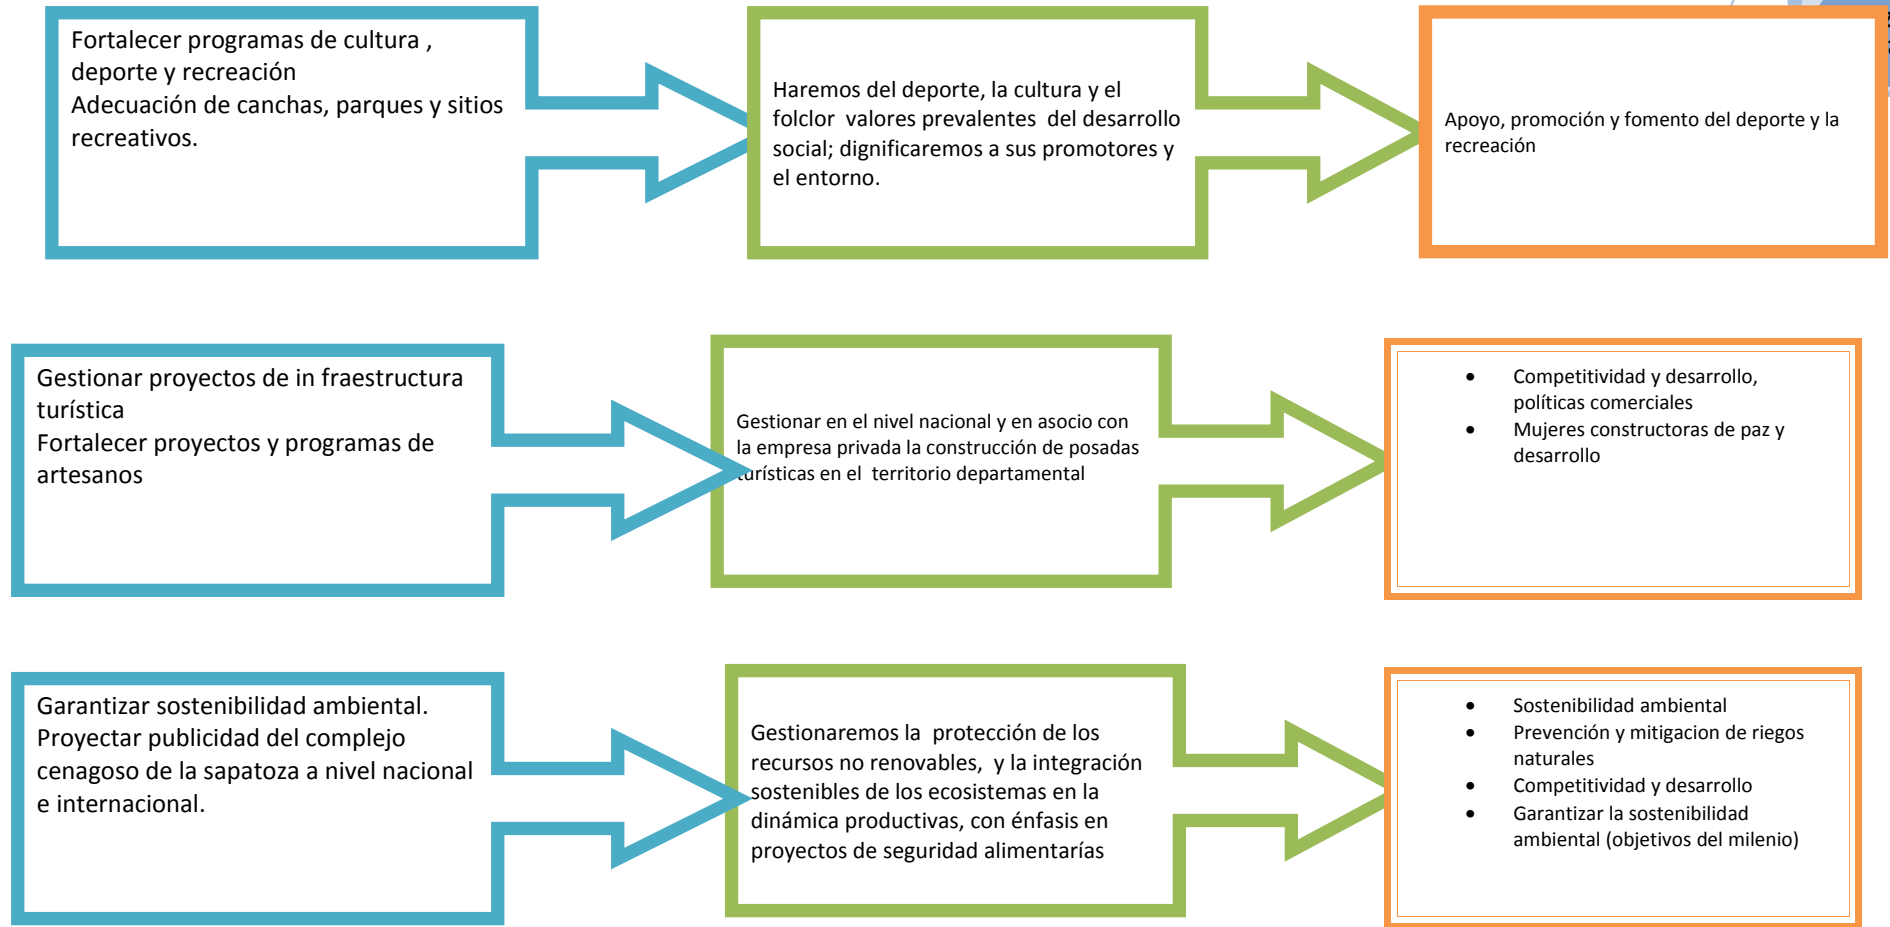 Fortalecer programas de cultura ,
deporte y recreación
Adecuación de canchas, parques y sitios
recreativos.
Haremos del deporte, la cultura y el
folclor valores prevalentes del desarrollo
social; dignificaremos a sus promotores y
el entorno.
Apoyo, promoción y fomento del deporte y la
recreación
Gestionar proyectos de in fraestructura
turística
Fortalecer proyectos y programas de
artesanos
Gestionar en el nivel nacional y en asocio con
la empresa privada la construcción de posadas
turísticas en el territorio departamental
• Competitividad y desarrollo,
políticas comerciales
• Mujeres constructoras de paz y
desarrollo
Garantizar sostenibilidad ambiental.
Proyectar publicidad del complejo
cenagoso de la sapatoza a nivel nacional
e internacional.
Gestionaremos la protección de los
recursos no renovables, y la integración
sostenibles de los ecosistemas en la
dinámica productivas, con énfasis en
proyectos de seguridad alimentarías
• Sostenibilidad ambiental
• Prevención y mitigacion de riegos
naturales
• Competitividad y desarrollo
• Garantizar la sostenibilidad
ambiental (objetivos del milenio)